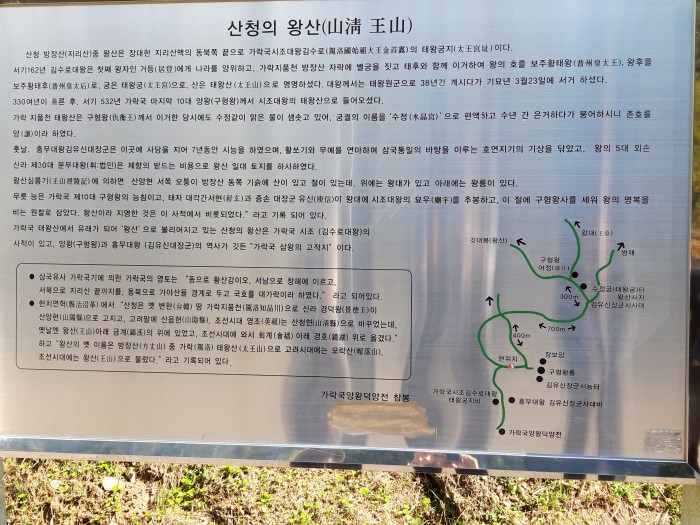 산청의 왕산(山淸 王山)
산청 방장산(지리산)중 왕산은 장대한 지리산맥의 동북쪽 끝으로 가락국시조대왕김수로(駕洛國始祖大王金首露)의 태왕궁지(太王宮址)이다.
서기162년 김수로대왕은 첫째 왕자인 거등(居登)에게 나라를 양위하고, 가락지품천 방장산 자락에 별궁을 짓고 태후와 함께 이거하여 왕의 호를 보주황태왕(普州皇太王), 왕후를
보주황태후(普州皇太后)로, 궁은 태왕궁(太王宮)으로, 산은 태왕산(太王山)으로 명명하셨다. 대왕께서는 태왕원군으로 38년간 계시다가 기묘년 3월23일에 서거 하셨다.
330여년이 흐른 후, 서기 532년 가락국 마지막 10대 양왕(구형왕)께서 시조대왕의 태왕산으로 들어오셨다.
가락 지품천 태왕산은 구형왕(仇衡王)께서 이거한 당시에도 수정같이 맑은 물이 샘솟고 있어, 궁궐의 이름을 '수정(水晶宮)'으로 편액하고 수년 간 은거하다가 붕어하시니 존호를
양(讓)이라 하였다.
훗날, 흥무대왕김유신대장군은 이곳에 사당을 지어 7년동안 시능을 하였으며, 활쏘기와 무예를 연마하며 삼국통일의 바탕을 이루는 호연지기의 기상을 닦았고, 왕의 5대 외손
신라 제30대 문무대왕(휘:법민)은 제향의 받드는 비용으로 왕산 일대 토지를 하사하였다.
왕산심릉기(王山尋陵記)에 의하면 산양현 서쪽 모퉁이 방장산 동쪽 기슭에 산이 있고 절이 있는데, 위에는 왕대가 있고 아래에는 왕릉이 있다.
무릇 능은 가락국 제10대 구형왕의 능침이고, 태자 대각간서현(舒玄)과 증손 대장군 유신(庾信)이 왕대에 시조대왕의 묘우(廟宇)를 추봉하고, 이 절에 구형왕사를 세워 왕의 명복을
비는 원찰로 삼았다. 왕산이라 지명한 것은 이 사적에서 비롯되었다."라고 기록 되어 있다.
가락국 태왕산에서 유래가 되어 '왕산'으로 불리어지고 있는 산청의 왕산은 가락국 시조 (김수로대왕)의
사적이 있고, 양왕(구형왕)과 흥무대왕 (김유신대장군)의 역사가 깃든 "가락국 삼왕의 고적지" 이다.
● 삼국유사 가락국기에 의한 가락국의 영토는 "동으로 황산강이오, 서남으로 창해에 이르고,
서북으로 지리산 끝까지를, 동북으로 가야산을 경계로 두고 국호를 대가락이라 하였다." 라고 되어있다.
● 현치연혁(縣治沿革)에서 "산청은 옛 변한(弁韓) 땅 가락지품천(駕洛知品川)으로 신라 경덕왕(景德王)이
산양현(山陽縣)으로 고치고, 고려말에 산음현(山陰縣), 조선시대 영조(英祖)는 산청현(山淸縣)으로 바꾸었는데,
옛날엔 왕산(王山)아래 금계(錦溪)의 위에 있었고, 조선시대에 와서 회계(會稽)아래 경호(鏡湖) 위로 옮겼다."
하고 "왕산의 옛 이름은 방장산(方丈山) 중 가락(駕洛) 태왕산(太王山)으로 고려시대에는 모락산(帽落山),
조선시대에는 왕산(王山)으로 불렀다."라고 기록되어 있다.
가락국양왕덕양전 참봉
왕대(王臺)
갓대봉(왕산)
쌍재
구형왕
수정궁터(태왕궁지)
왕산사지
김유신장군시사대
300m
700m
400m
현위치
장보일
구형왕릉
김유신장군시능터
가락국시조김수로대왕
태왕궁지비
흥무대왕 김유신장군사대비
가락국양왕덕양전